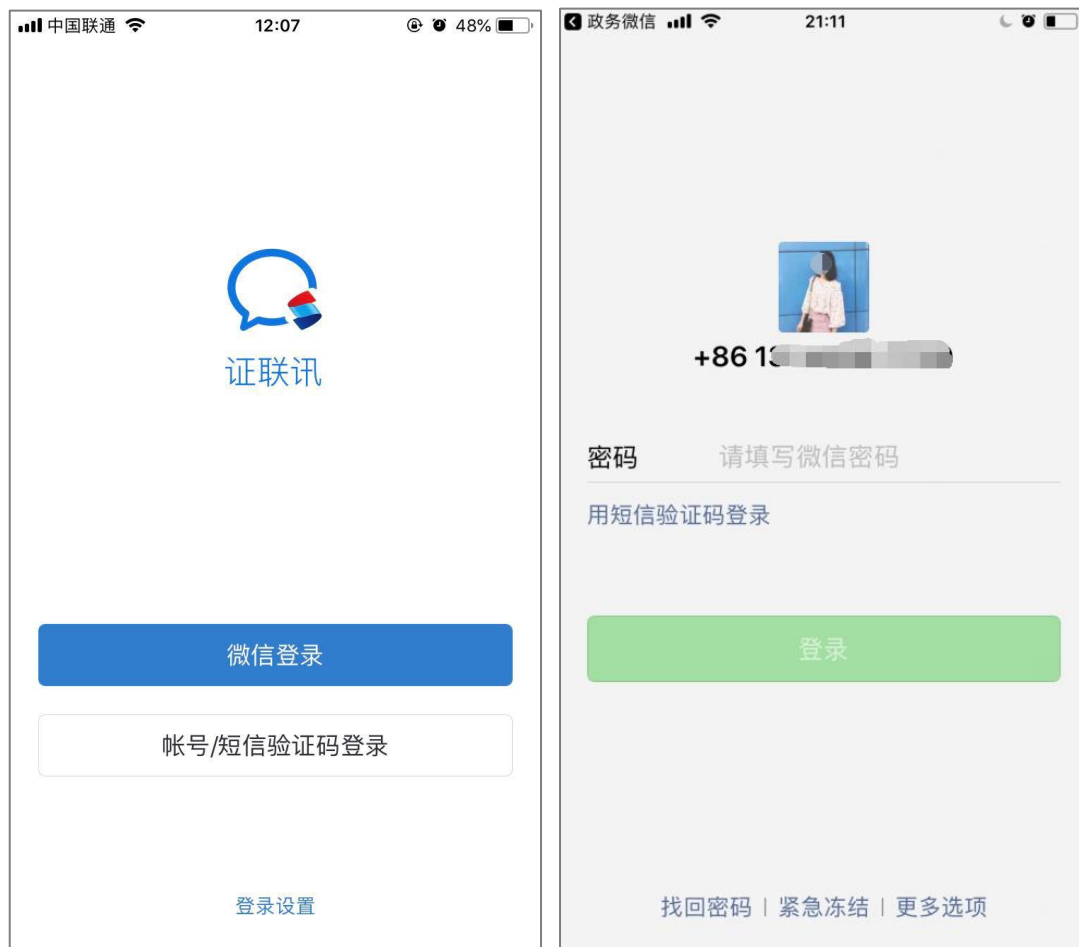 中国联通 12:07 48%
证联讯
微信登录
帐号/短信验证码登录
登录设置
政务微信 21:11
+86 13
密码 请填写微信密码
用短信验证码登录
登录
找回密码 | 紧急冻结 | 更多选项